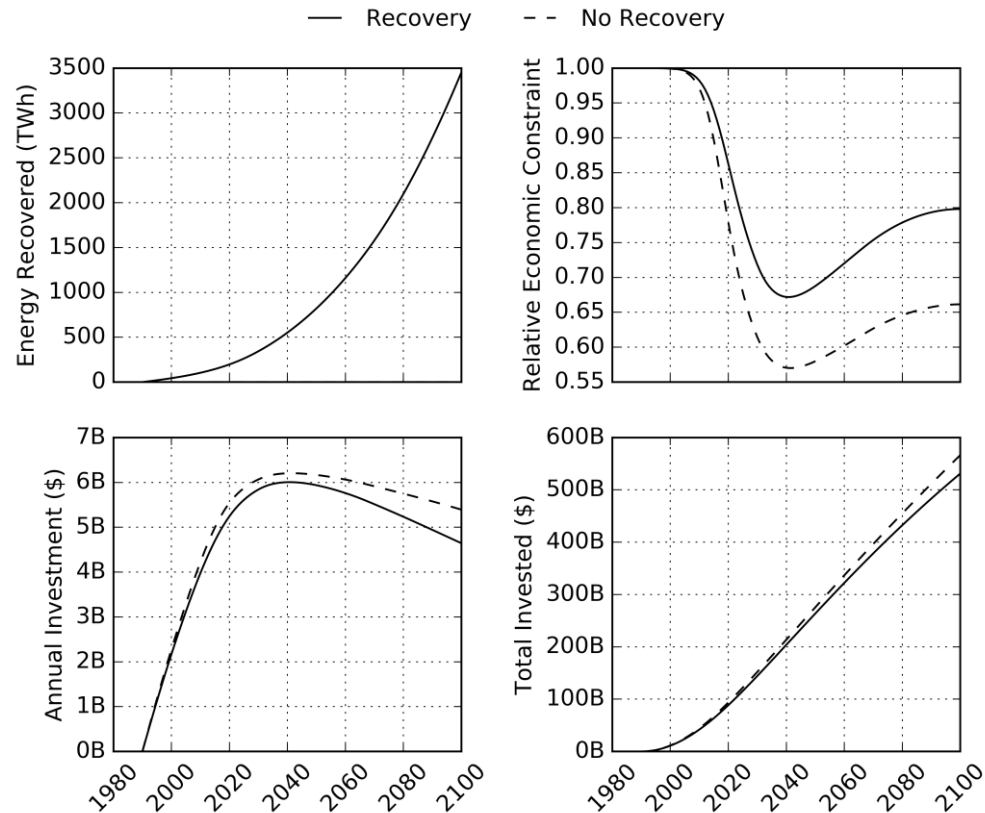 Recovery
No Recovery
Energy Recovered (TWh)
3500
3000
2500
2000
1500
1000
500
0
Relative Economic Constraint
1.00
0.95
0.90
0.85
0.80
0.75
0.70
0.65
0.60
0.55
Annual Investment ($)
7B
6B
5B
4B
3B
2B
1B
0B
1980 2000 2020 2040 2060 2080 2100
Total Invested ($)
600B
500B
400B
300B
200B
100B
0B
1980 2000 2020 2040 2060 2080 2100